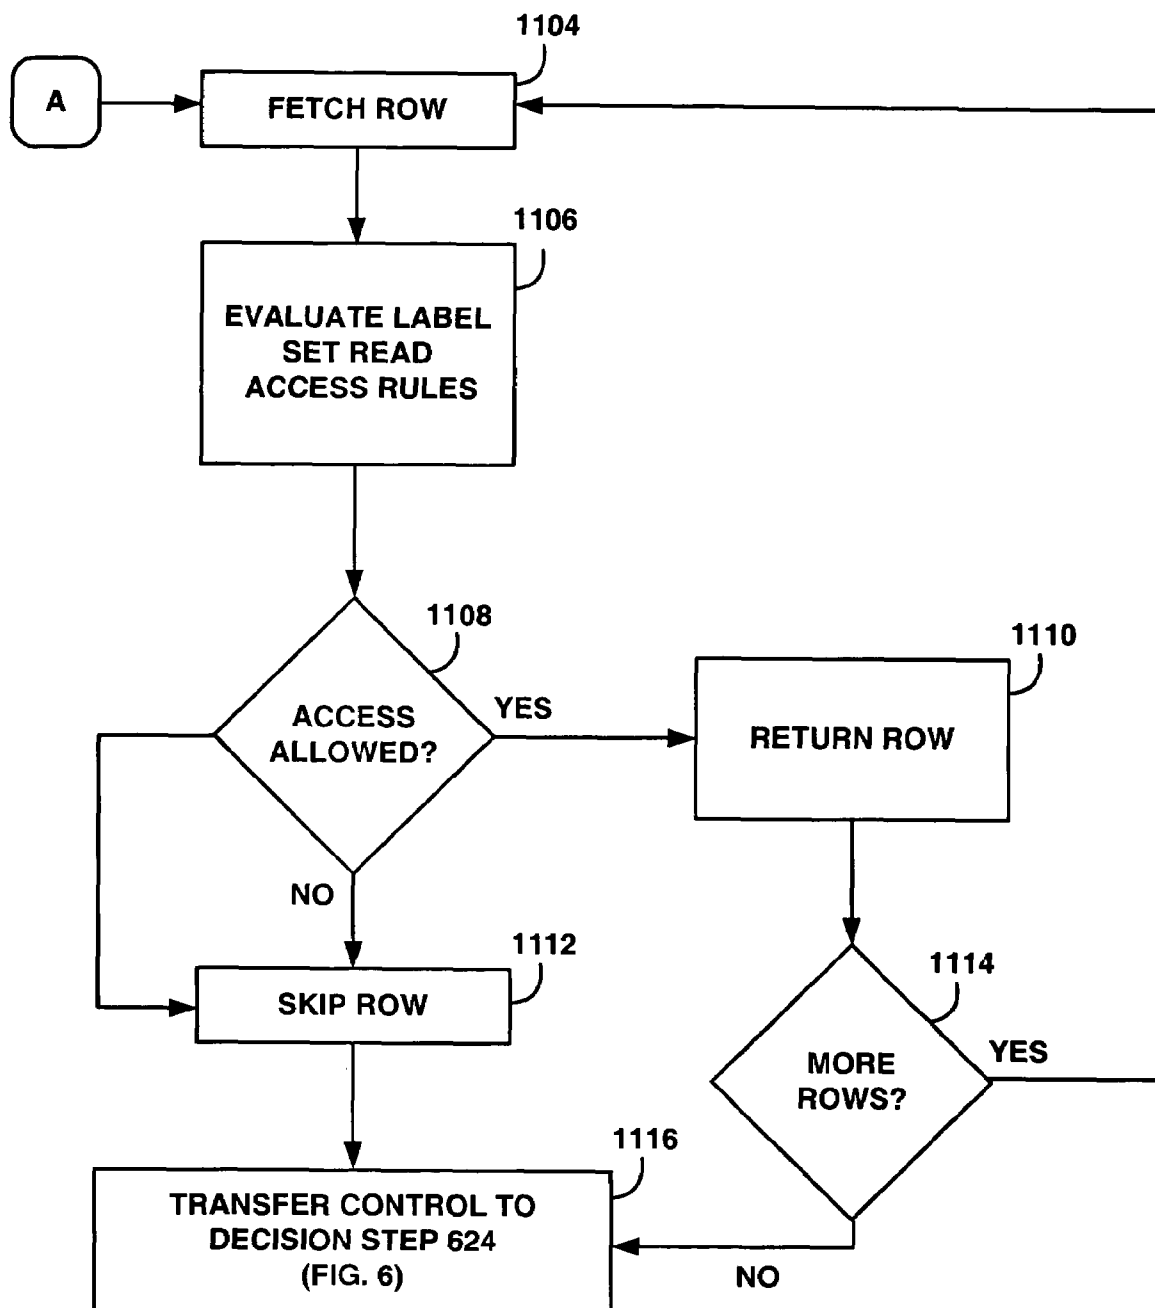 1104
A
FETCH ROW
1106
EVALUATE LABEL
SET READ
ACCESS RULES
1108
ACCESS
ALLOWED?
YES
1110
RETURN ROW
NO
1112
SKIP ROW
1114
MORE
ROWS?
YES
1116
TRANSFER CONTROL TO
DECISION STEP 624
(FIG. 6)
NO